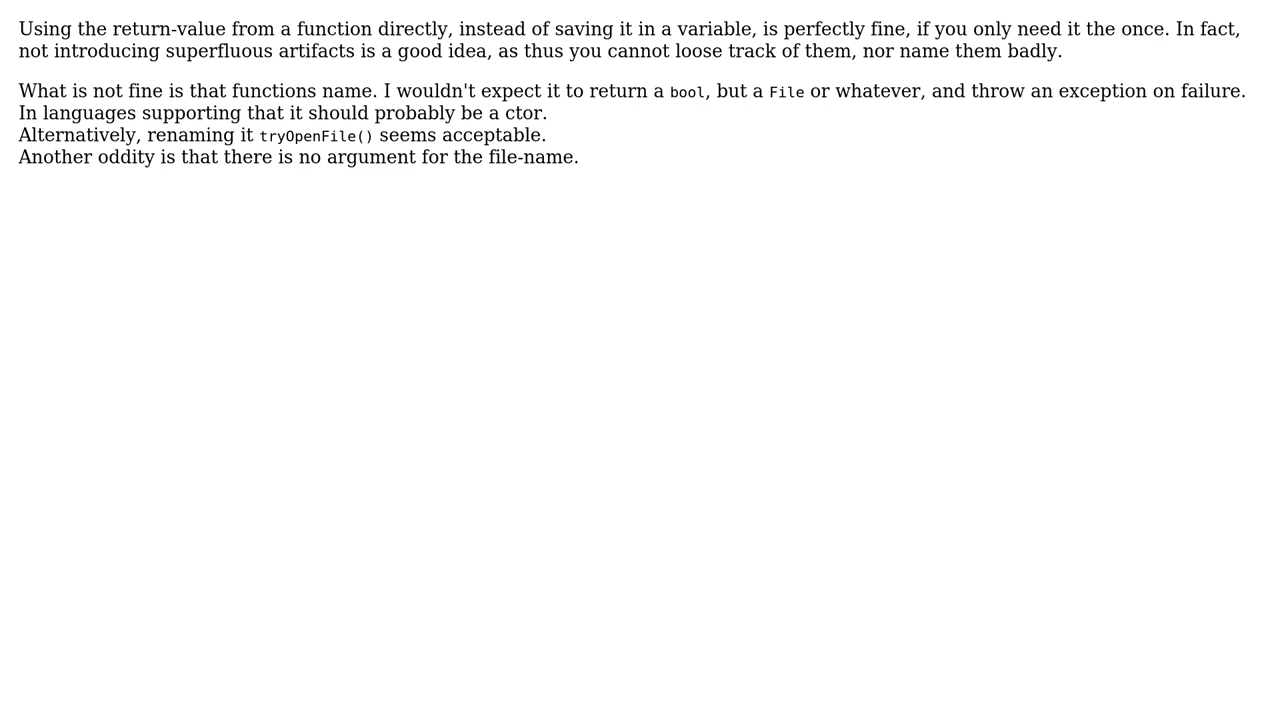 Using the return-value from a function directly, instead of saving it in a variable, is perfectly fine, if you only need it the once. In fact,
not introducing superfluous artifacts is a good idea, as thus you cannot loose track of them, nor name them badly.
What is not fine is that functions name. I wouldn't expect it to return a bool, but a File or whatever, and throw an exception on failure.
In languages supporting that it should probably be a ctor.
Alternatively, renaming it tryOpenFile() seems acceptable.
Another oddity is that there is no argument for the file-name.